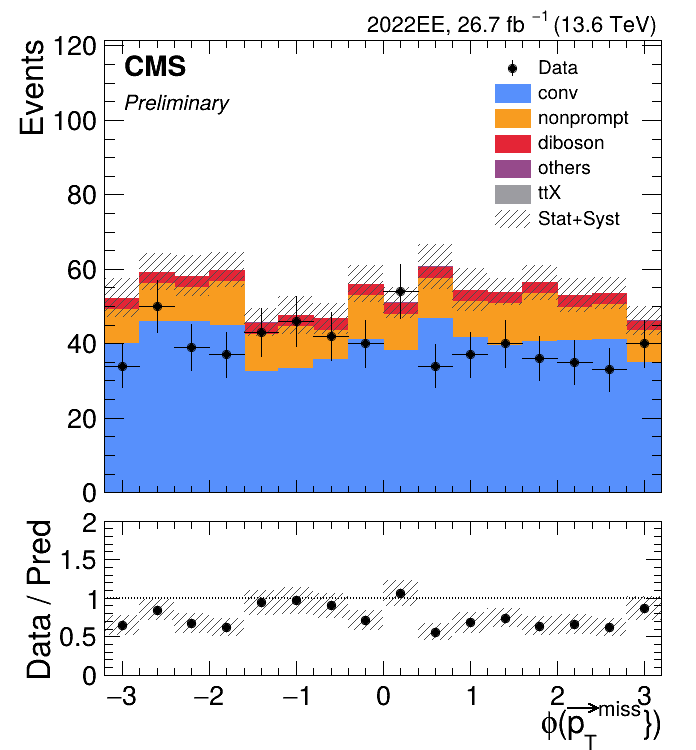 2022EE, 26.7 fb⁻¹ (13.6 TeV)
Events
120
100
80
60
40
20
0
CMS
Preliminary
Data
conv
nonprompt
diboson
others
ttX
Stat+Syst
Data / Pred
2
1.5
1
0.5
0
−3 −2 −1 0 1 2 3
ϕ(p⃗_T^miss})